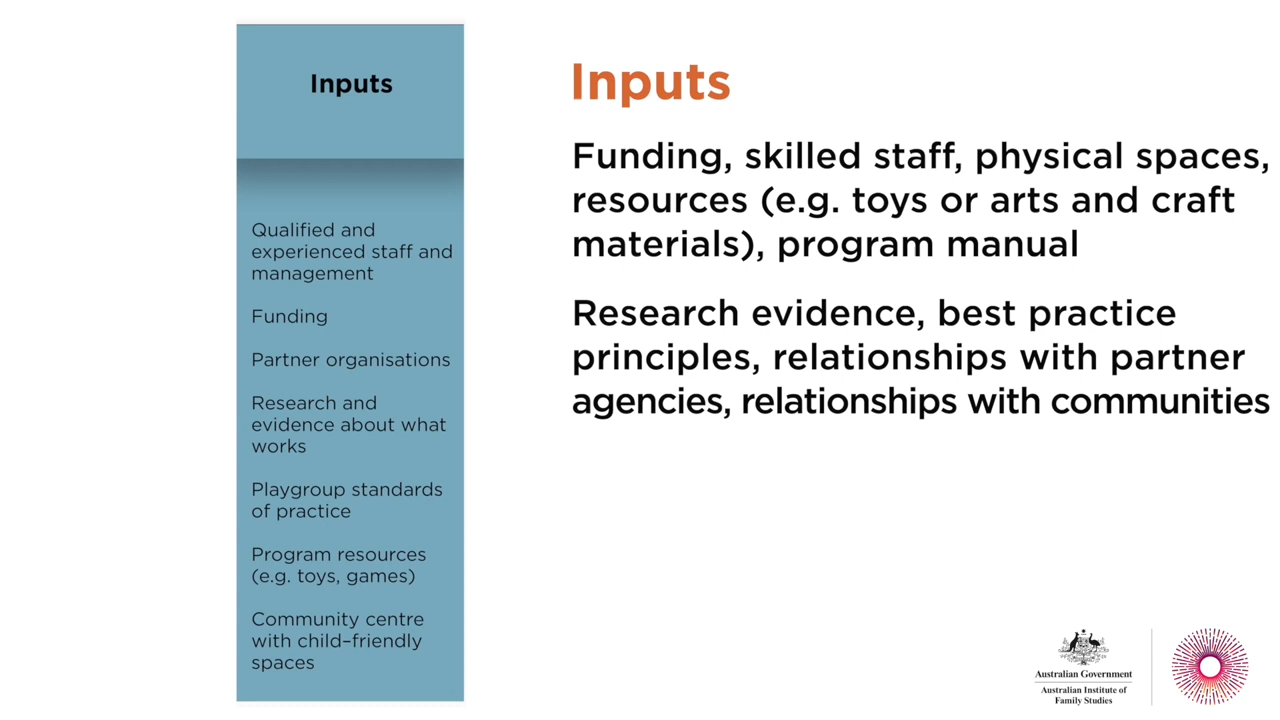 Inputs
Qualified and
experienced staff and
management
Funding
Partner organisations
Research and
evidence about what
works
Playgroup standards
of practice
Program resources
(e.g. toys, games)
Community centre
with child–friendly
spaces
Inputs
Funding, skilled staff, physical spaces,
resources (e.g. toys or arts and craft
materials), program manual
Research evidence, best practice
principles, relationships with partner
agencies, relationships with communities
Australian Government
Australian Institute of
Family Studies